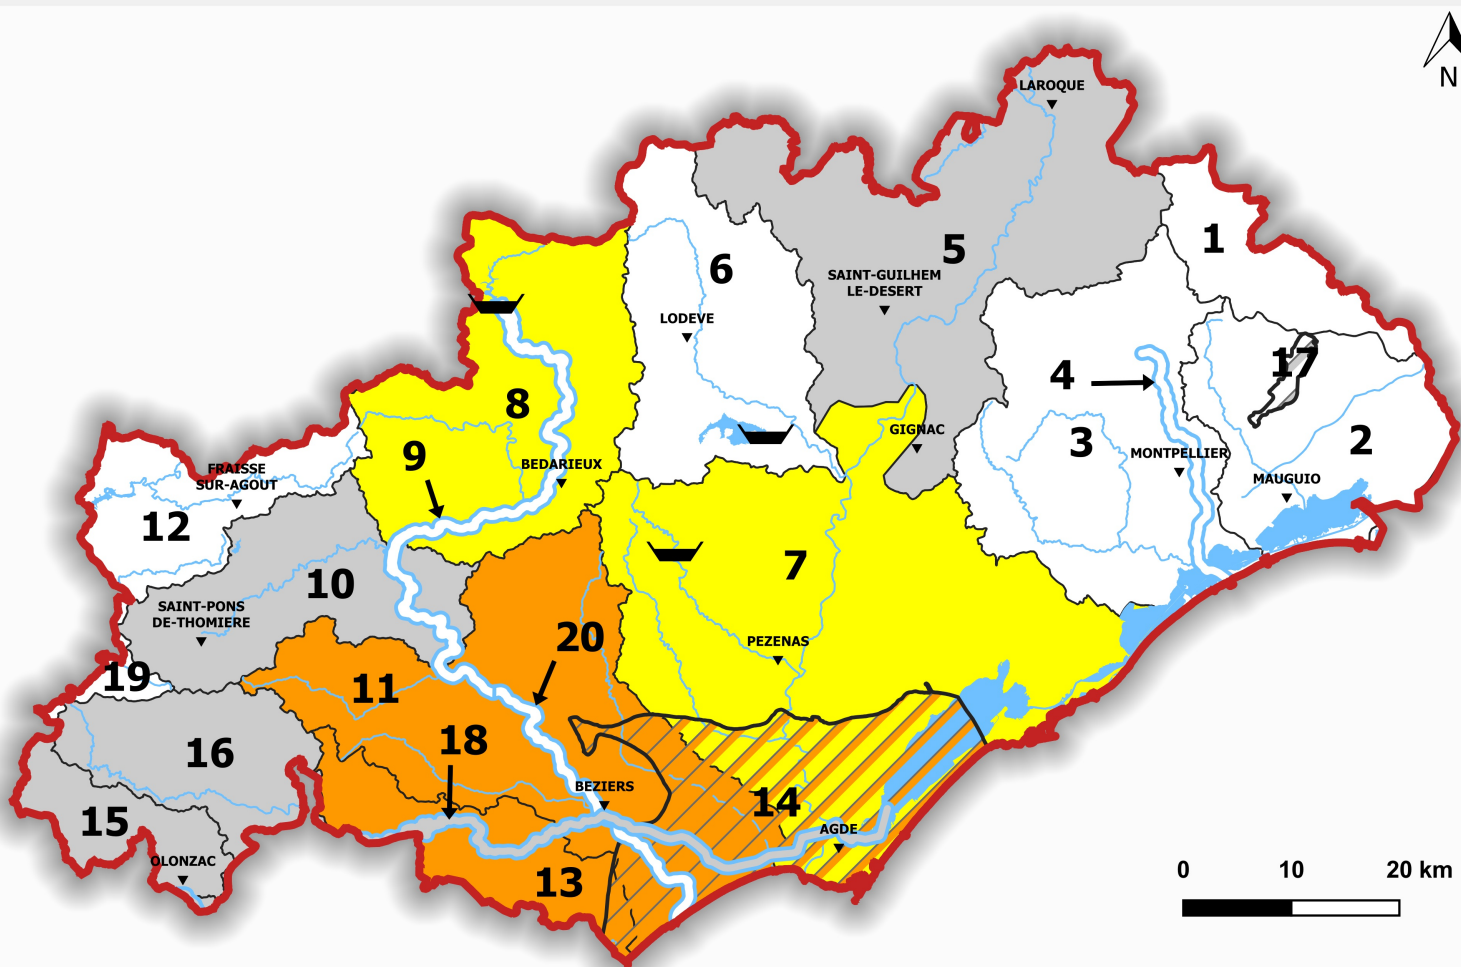 N
LAROQUE
1
5
6
SAINT-GUILHEM
LE-DESERT
LODEVE
17
4
8
GIGNAC
3
2
9
MONTPELLIER
BEDARIEUX
FRAISSE
SUR-AGOUT
MAUGUIO
12
7
10
SAINT-PONS
DE-THOMIERE
20
PEZENAS
19
11
18
16
BEZIERS
14
15
AGDE
OLONZAC
13
0 10 20 km